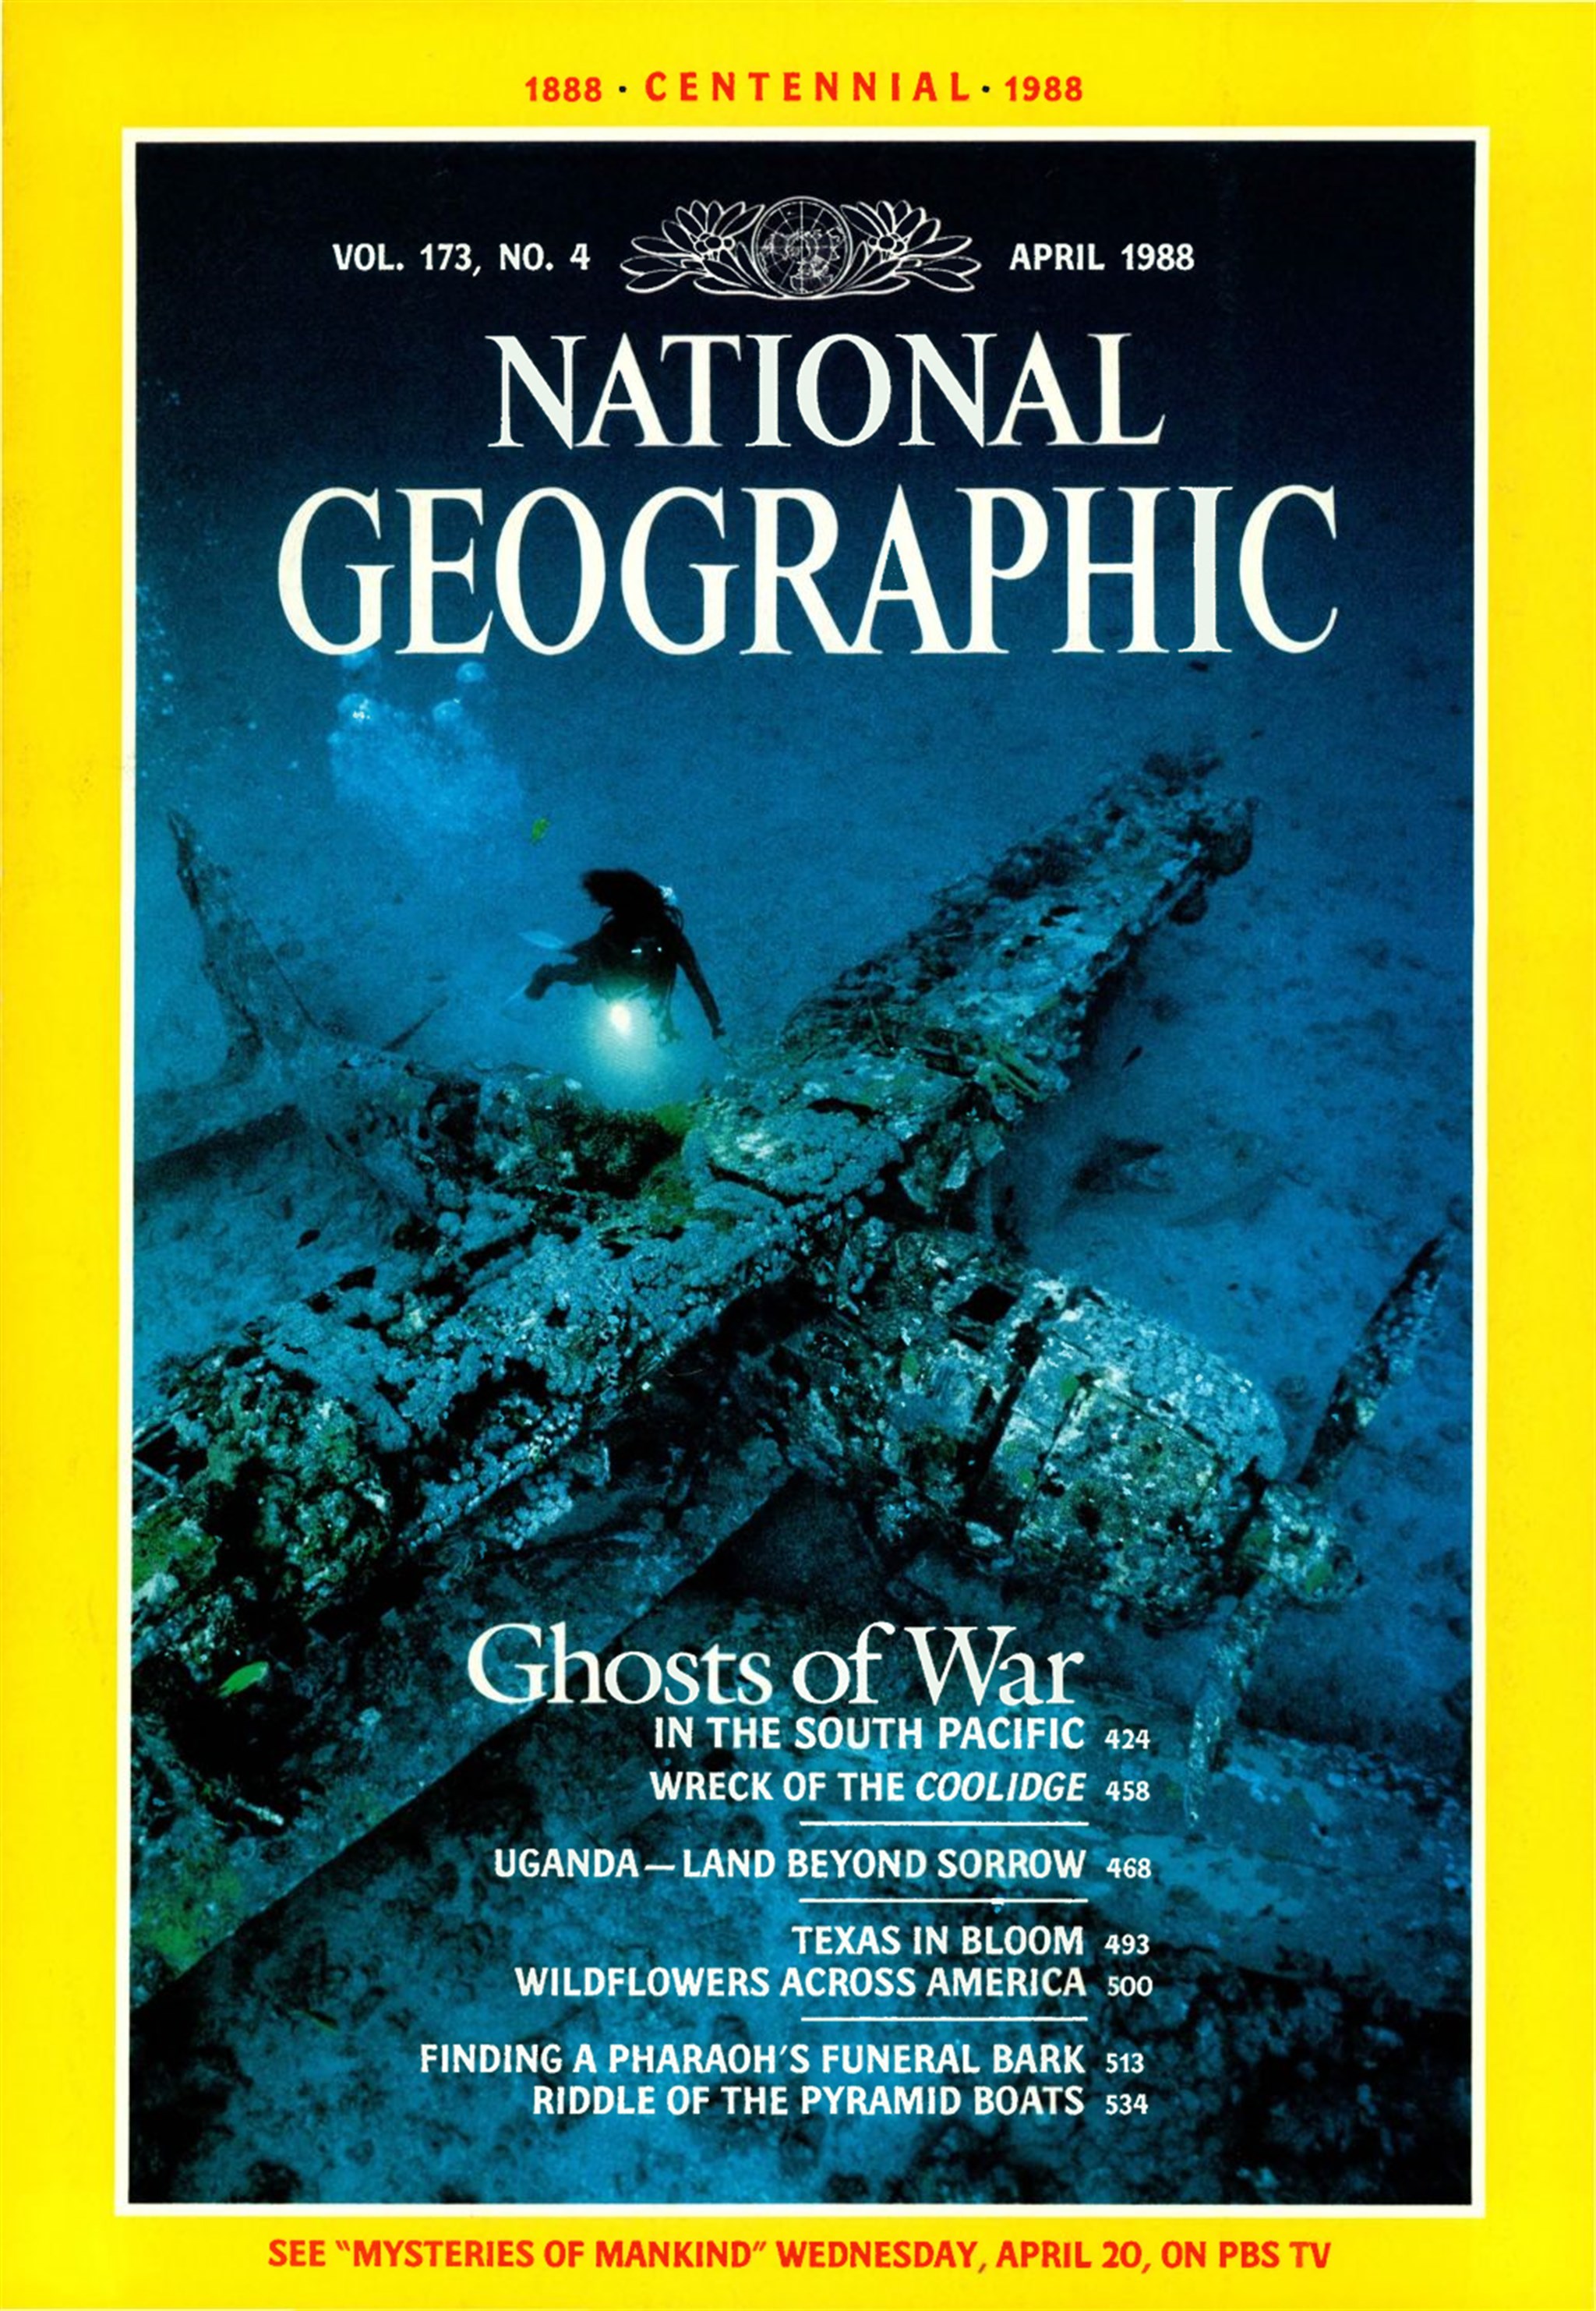 1888 · CENTENNIAL · 1988
VOL. 173, NO. 4 APRIL 1988
NATIONAL
GEOGRAPHIC
Ghosts of War
IN THE SOUTH PACIFIC 424
WRECK OF THE COOLIDGE 458
UGANDA—LAND BEYOND SORROW 468
TEXAS IN BLOOM 493
WILDFLOWERS ACROSS AMERICA 500
FINDING A PHARAOH'S FUNERAL BARK 513
RIDDLE OF THE PYRAMID BOATS 534
SEE "MYSTERIES OF MANKIND" WEDNESDAY, APRIL 20, ON PBS TV